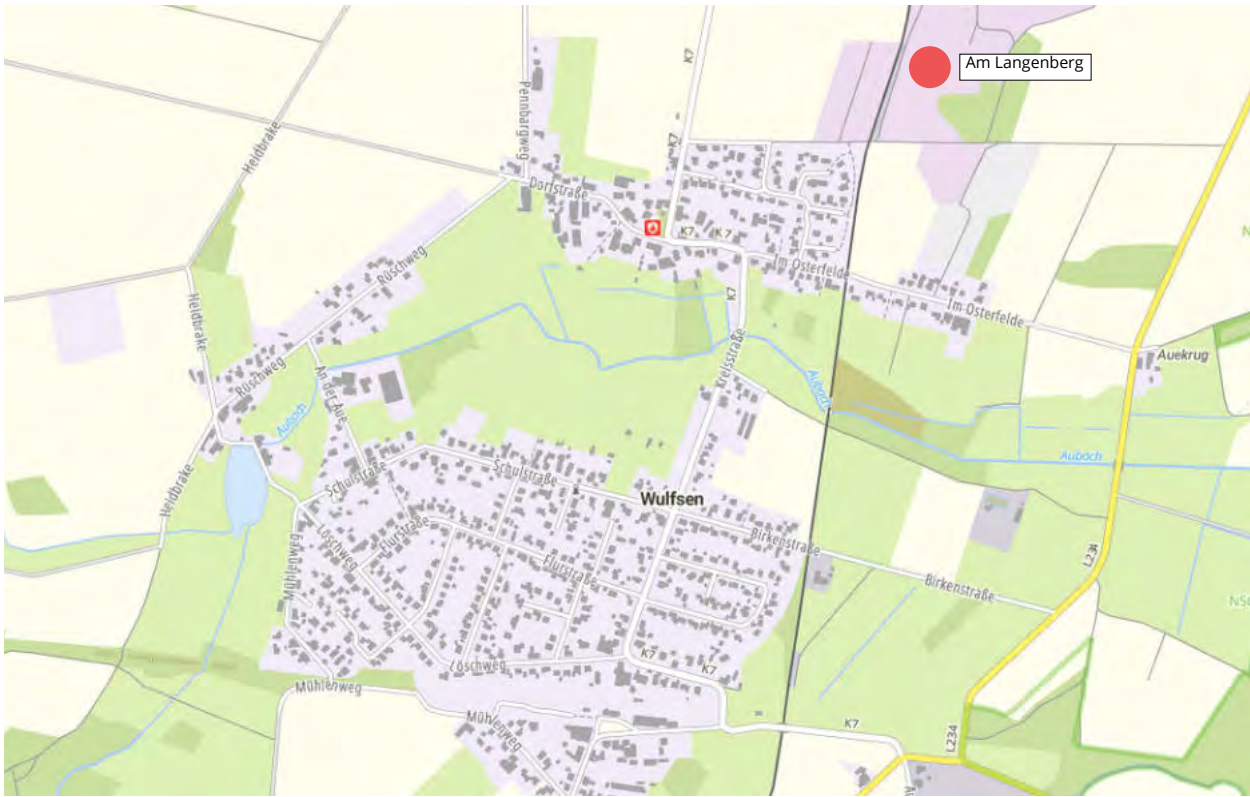 Am Langenberg
K7
Pennbargweg
Heidbrake
Heidbrake
K7
Dorfstraße
K7
K7
Im Osterfelde
Rüschweg
K7
Im Osterfelde
Heidbrake
Auekrug
Kreisstraße
Aubach
Rüschweg
An der Aue
Aubach
Aubach
Schulstraße
Schulstraße
Heidbrake
Wulfsen
Löschweg
Flurstraße
Birkenstraße
L234
Mühlenweg
Flurstraße
Birkenstraße
Löschweg
K7
K7
Mühlenweg
Mühlenweg
K7
L234